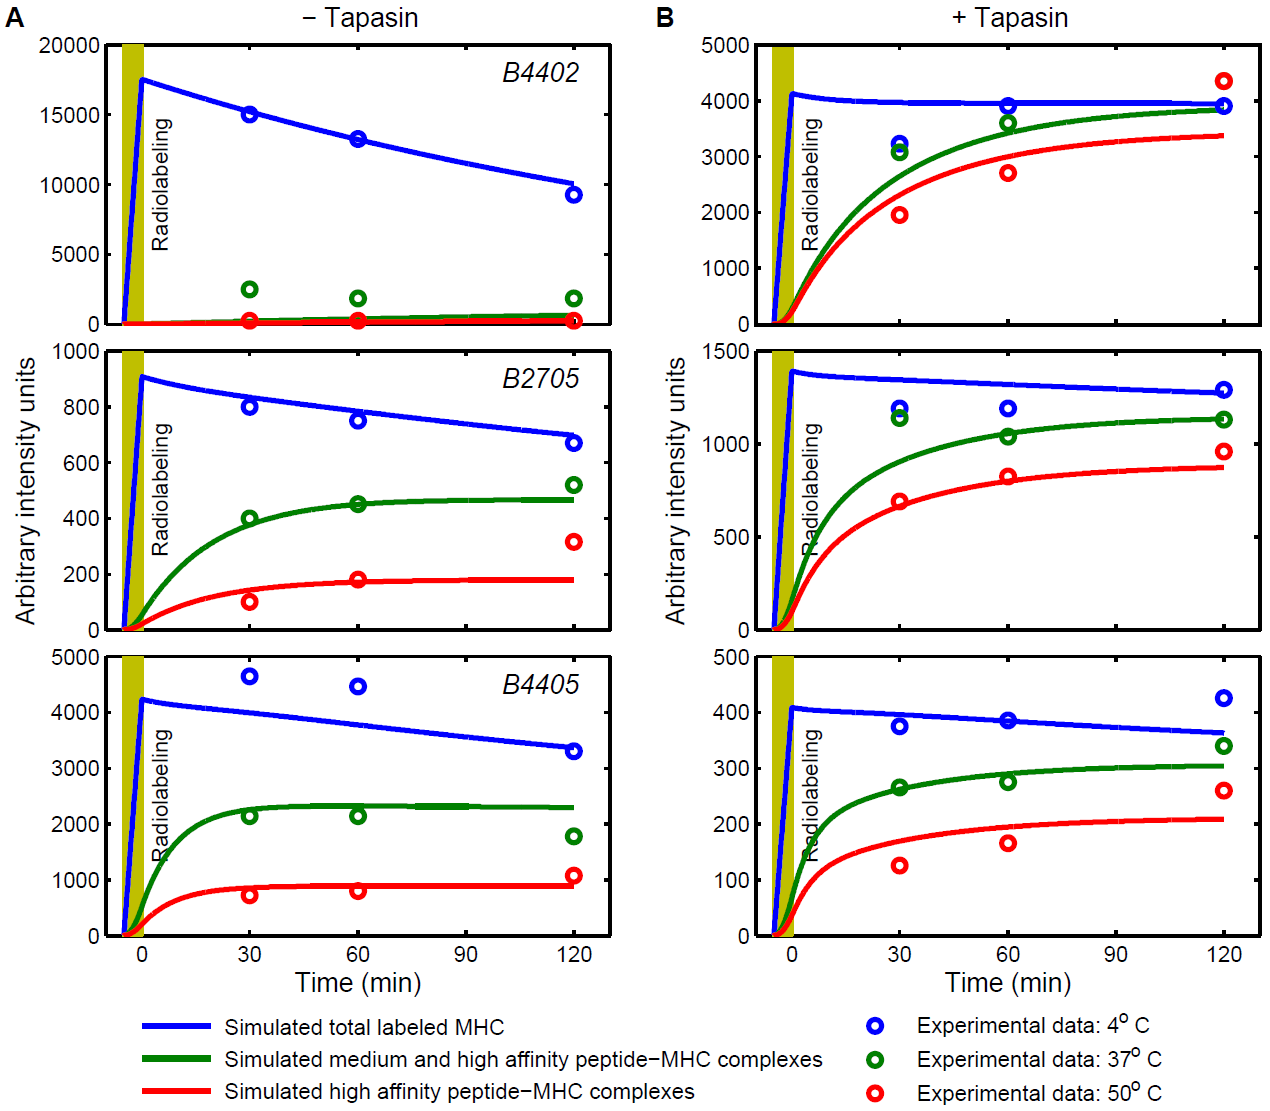 A
− Tapasin
B
+ Tapasin
20000
15000
10000
5000
0
B4402
Radiolabeling
5000
4000
3000
2000
1000
0
Radiolabeling
Arbitrary intensity units
1000
800
600
400
200
0
B2705
Radiolabeling
Arbitrary intensity units
1500
1000
500
0
Radiolabeling
5000
4000
3000
2000
1000
0
B4405
Radiolabeling
0 30 60 90 120
Time (min)
500
400
300
200
100
0
Radiolabeling
0 30 60 90 120
Time (min)
Simulated total labeled MHC
Simulated medium and high affinity peptide−MHC complexes
Simulated high affinity peptide−MHC complexes
Experimental data: 4° C
Experimental data: 37° C
Experimental data: 50° C